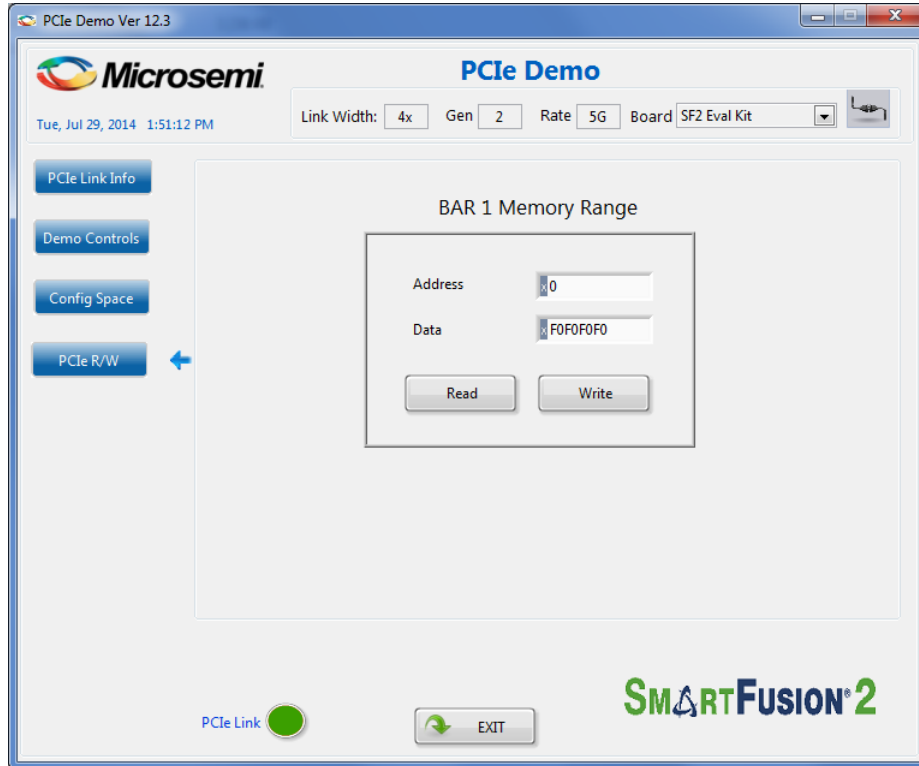 PCIe Demo Ver 12.3
Microsemi.
PCIe Demo
Tue, Jul 29, 2014 1:51:12 PM
Link Width: 4x Gen 2 Rate 5G Board SF2 Eval Kit
PCIe Link Info
Demo Controls
Config Space
PCIe R/W
BAR 1 Memory Range
Address x 0
Data x F0F0F0F0
Read Write
PCIe Link
EXIT
SMARTFUSION®2